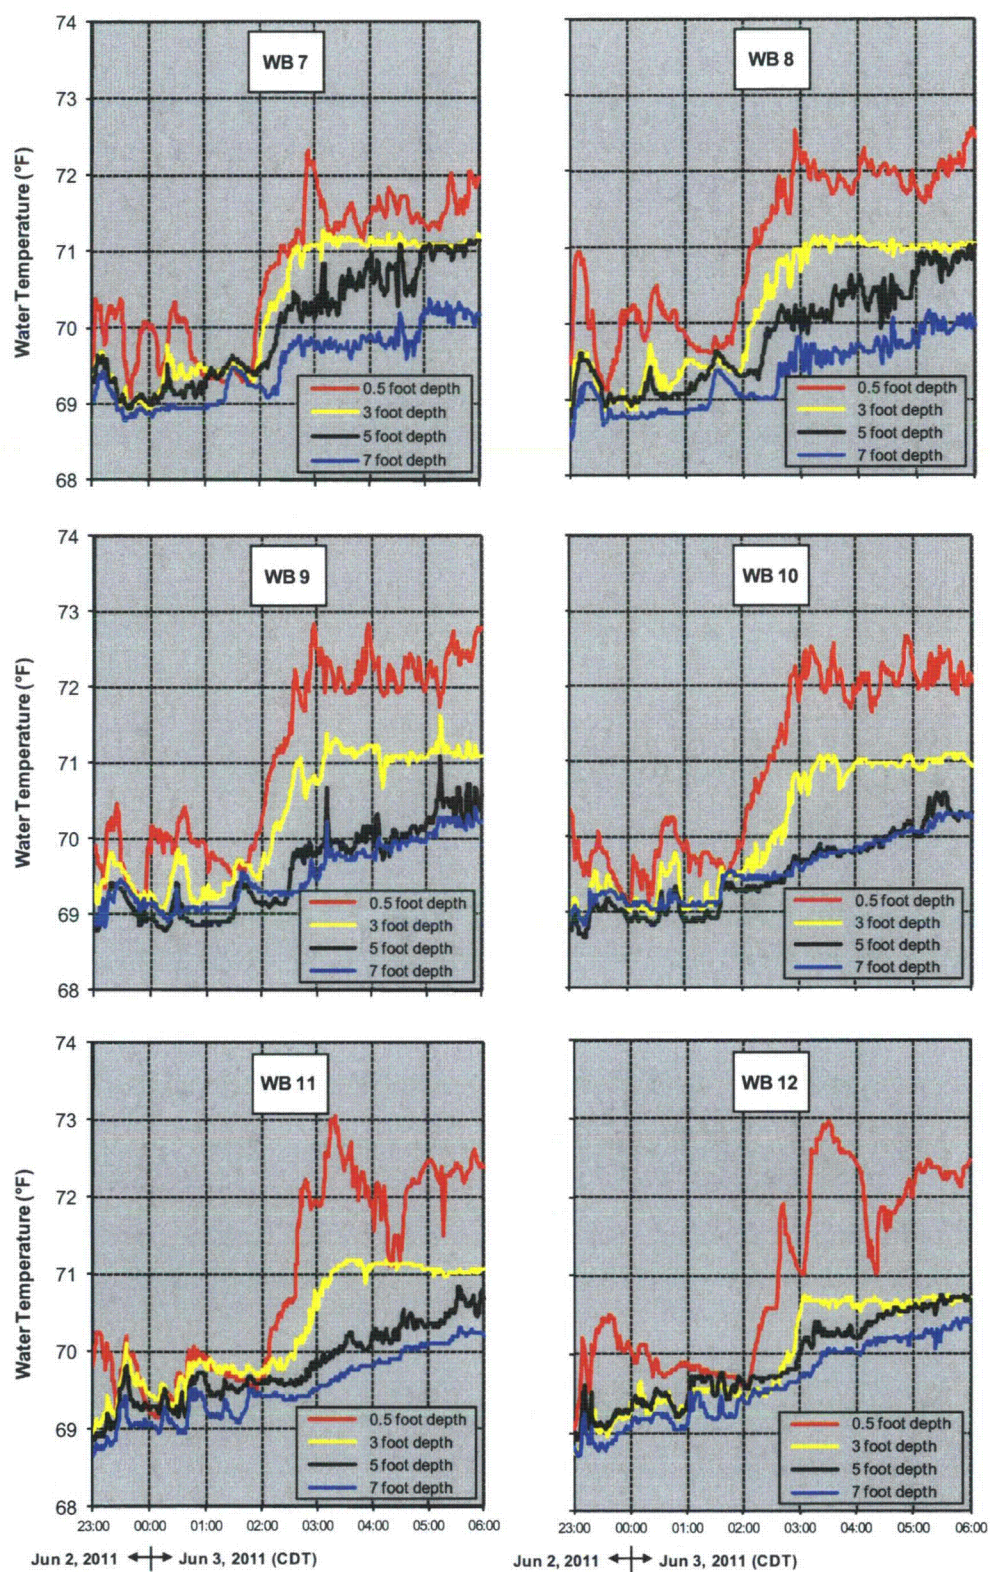 WB 7
WB 8
74
73
72
71
70
69
68
Water Temperature (°F)
0.5 foot depth
3 foot depth
5 foot depth
7 foot depth
0.5 foot depth
3 foot depth
5 foot depth
7 foot depth
WB 9
WB 10
74
73
72
71
70
69
68
Water Temperature (°F)
0.5 foot depth
3 foot depth
5 foot depth
7 foot depth
0.5 foot depth
3 foot depth
5 foot depth
7 foot depth
WB 11
WB 12
74
73
72
71
70
69
68
Water Temperature (°F)
0.5 foot depth
3 foot depth
5 foot depth
7 foot depth
0.5 foot depth
3 foot depth
5 foot depth
7 foot depth
23:00 00:00 01:00 02:00 03:00 04:00 05:00 06:00
23:00 00:00 01:00 02:00 03:00 04:00 05:00 06:00
Jun 2, 2011 Jun 3, 2011 (CDT)
Jun 2, 2011 Jun 3, 2011 (CDT)